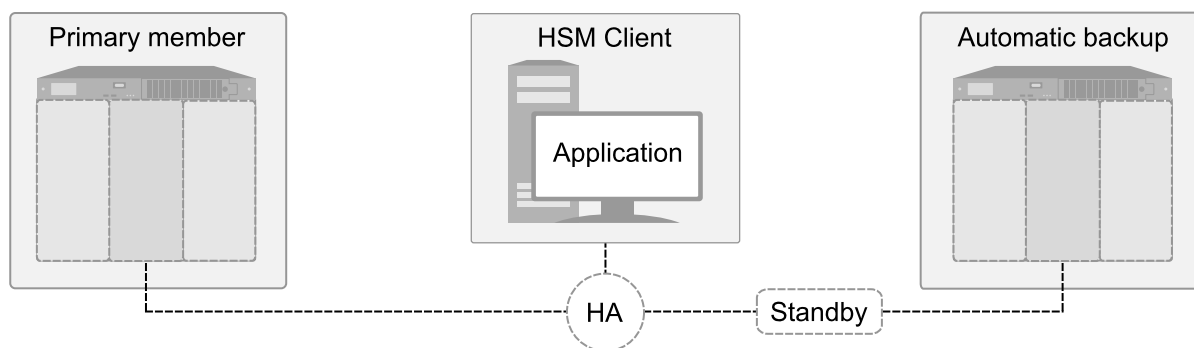 Primary member
HSM Client
Automatic backup
Application
HA
Standby